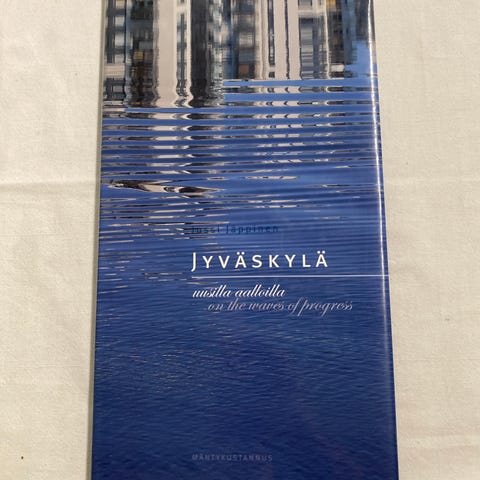 Jussi Jäppinen
JYVÄSKYLÄ
uusilla aalloilla
on the waves of progress
MÄNTYKUSTANNUS